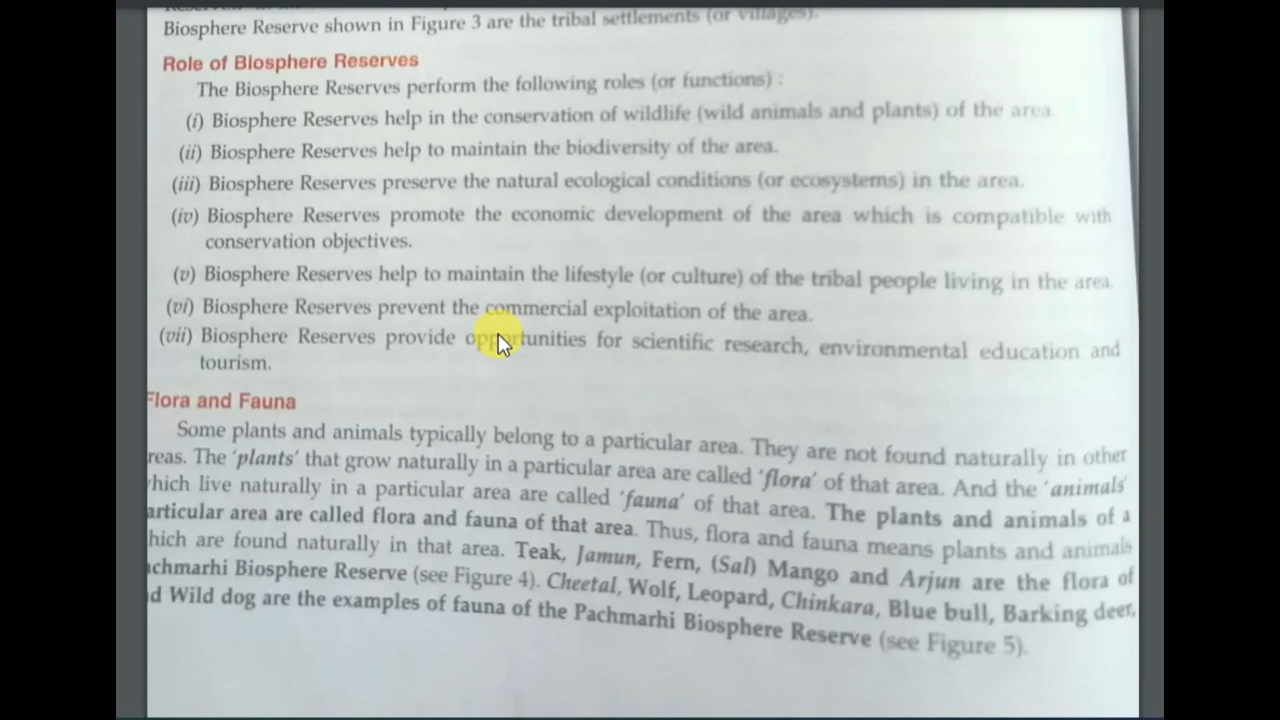 Biosphere Reserve shown in Figure 3 are the tribal settlements (or villages).
Role of Biosphere Reserves
The Biosphere Reserves perform the following roles (or functions) :
(i) Biosphere Reserves help in the conservation of wildlife (wild animals and plants) of the area.
(ii) Biosphere Reserves help to maintain the biodiversity of the area.
(iii) Biosphere Reserves preserve the natural ecological conditions (or ecosystems) in the area.
(iv) Biosphere Reserves promote the economic development of the area which is compatible with
conservation objectives.
(v) Biosphere Reserves help to maintain the lifestyle (or culture) of the tribal people living in the area.
(vi) Biosphere Reserves prevent the commercial exploitation of the area.
(vii) Biosphere Reserves provide opportunities for scientific research, environmental education and
tourism.
Flora and Fauna
Some plants and animals typically belong to a particular area. They are not found naturally in other
reas. The 'plants' that grow naturally in a particular area are called 'flora' of that area. And the 'animals'
hich live naturally in a particular area are called 'fauna' of that area. The plants and animals of a
articular area are called flora and fauna of that area. Thus, flora and fauna means plants and animals
hich are found naturally in that area. Teak, Jamun, Fern, (Sal) Mango and Arjun are the flora of
achmarhi Biosphere Reserve (see Figure 4). Cheetal, Wolf, Leopard, Chinkara, Blue bull, Barking deer,
d Wild dog are the examples of fauna of the Pachmarhi Biosphere Reserve (see Figure 5).